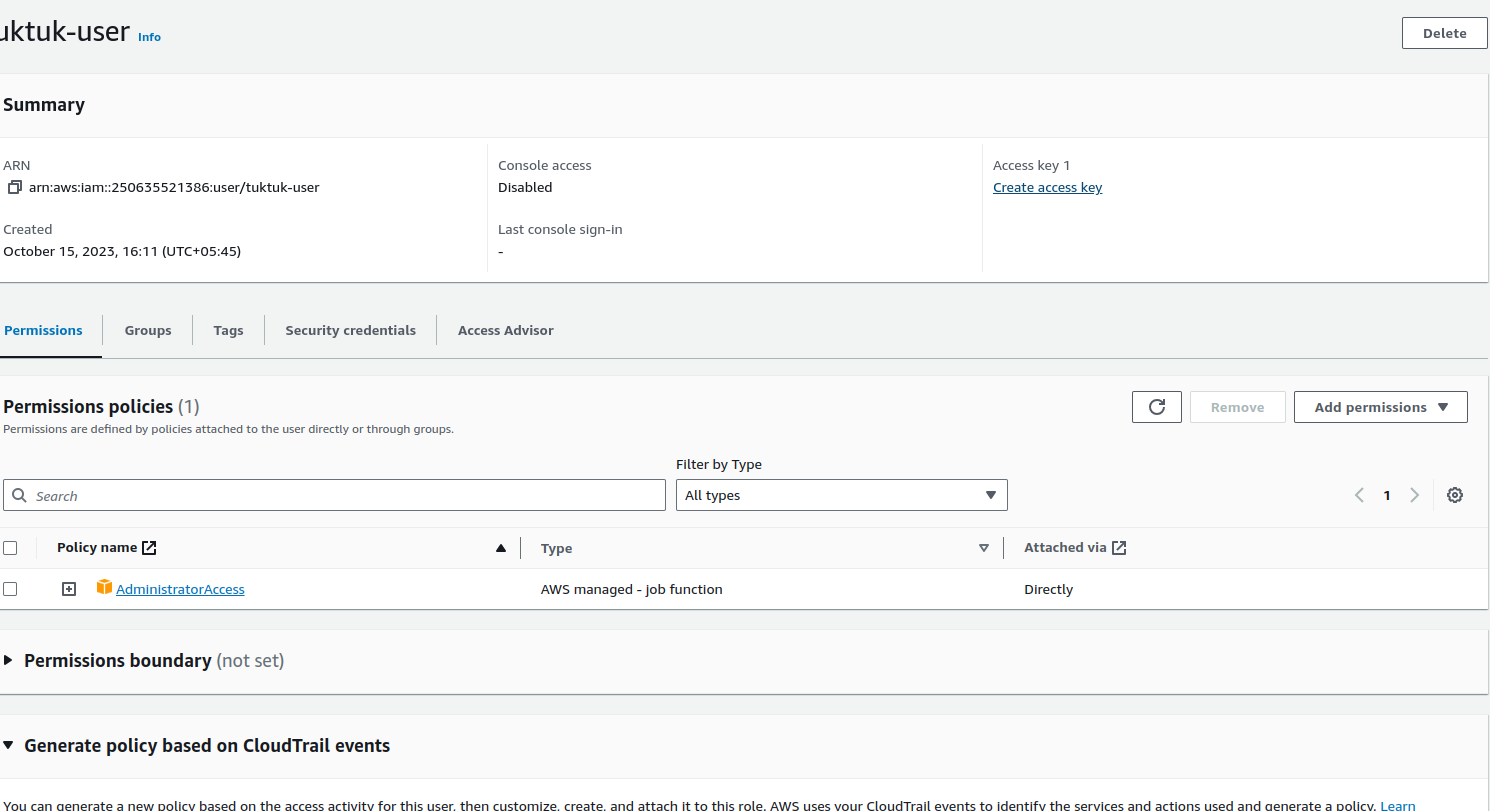 uktuk-user Info
Delete
Summary
ARN
arn:aws:iam::250635521386:user/tuktuk-user
Console access
Disabled
Access key 1
Create access key
Created
October 15, 2023, 16:11 (UTC+05:45)
Last console sign-in
-
Permissions
Groups
Tags
Security credentials
Access Advisor
Permissions policies (1)
Permissions are defined by policies attached to the user directly or through groups.
Remove
Add permissions
Filter by Type
Search
All types
1
Policy name
Type
Attached via
AdministratorAccess
AWS managed - job function
Directly
Permissions boundary (not set)
Generate policy based on CloudTrail events
You can generate a new policy based on the access activity for this user, then customize, create, and attach it to this role. AWS uses your CloudTrail events to identify the services and actions used and generate a policy. Learn